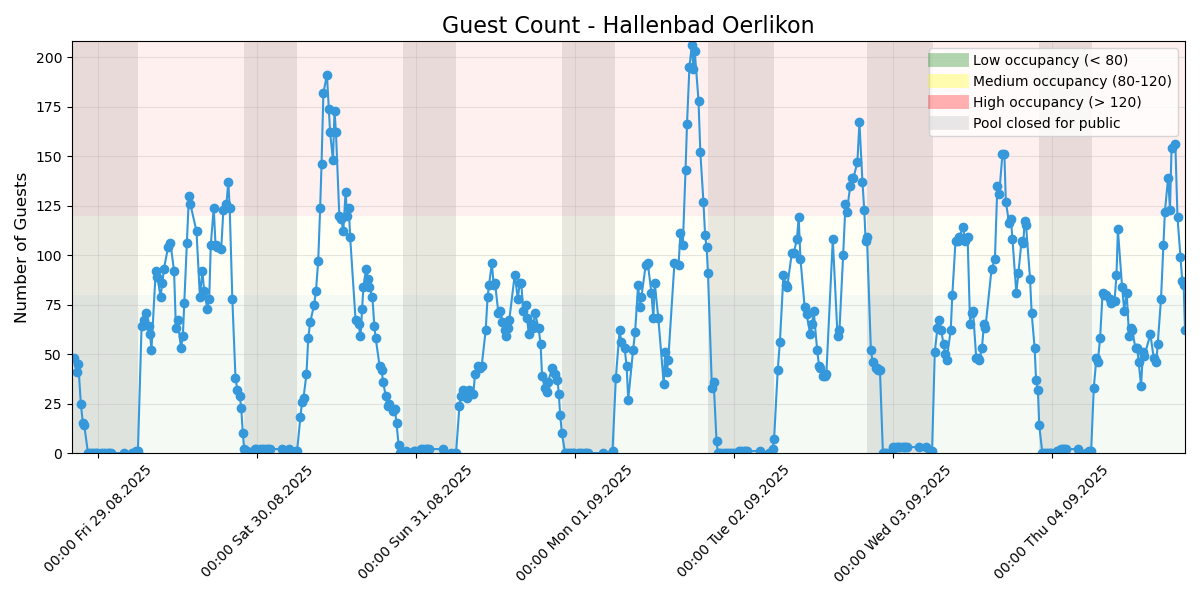 Guest Count - Hallenbad Oerlikon
Number of Guests
200
175
150
125
100
75
50
25
0
Low occupancy (< 80)
Medium occupancy (80-120)
High occupancy (> 120)
Pool closed for public
00:00 Fri 29.08.2025
00:00 Sat 30.08.2025
00:00 Sun 31.08.2025
00:00 Mon 01.09.2025
00:00 Tue 02.09.2025
00:00 Wed 03.09.2025
00:00 Thu 04.09.2025